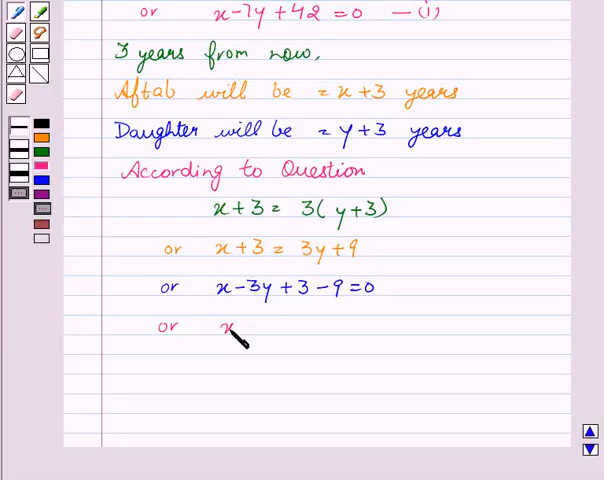 or x-7y+42=0 —(i)
3 years from now,
Aftab will be = x+3 years
Daughter will be = y+3 years
According to Question
x+3 = 3(y+3)
or x+3 = 3y+9
or x-3y+3-9=0
or x